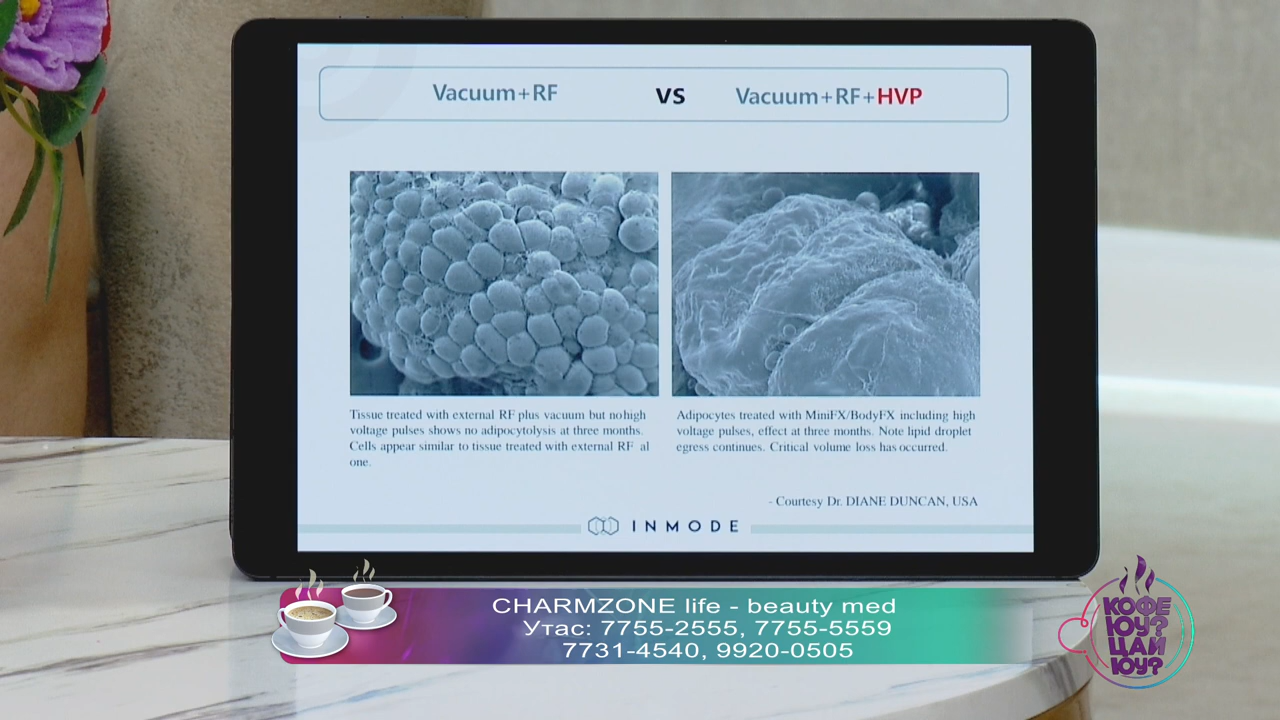 Vacuum+RF VS Vacuum+RF+HVP
Tissue treated with external RF plus vacuum but no high
voltage pulses shows no adipocytolysis at three months.
Cells appear similar to tissue treated with external RF al
one.
Adipocytes treated with MiniFX/BodyFX including high
voltage pulses, effect at three months. Note lipid droplet
egress continues. Critical volume loss has occurred.
- Courtesy Dr. DIANE DUNCAN, USA
INMODE
CHARMZONE life - beauty med
Утас: 7755-2555, 7755-5559
7731-4540, 9920-0505
КОФЕ
ЮУ?
ЦАЙ
ЮУ?